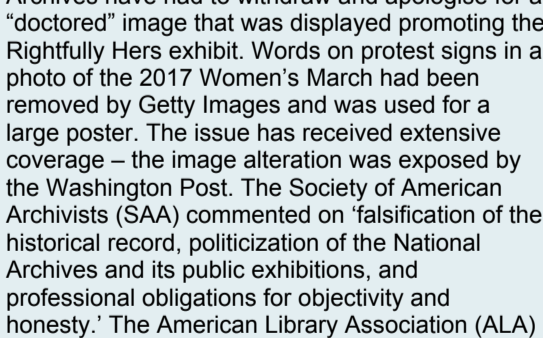 Archives have had to withdraw and apologise for a
“doctored” image that was displayed promoting the
Rightfully Hers exhibit. Words on protest signs in a
photo of the 2017 Women’s March had been
removed by Getty Images and was used for a
large poster. The issue has received extensive
coverage – the image alteration was exposed by
the Washington Post. The Society of American
Archivists (SAA) commented on ‘falsification of the
historical record, politicization of the National
Archives and its public exhibitions, and
professional obligations for objectivity and
honesty.’ The American Library Association (ALA)